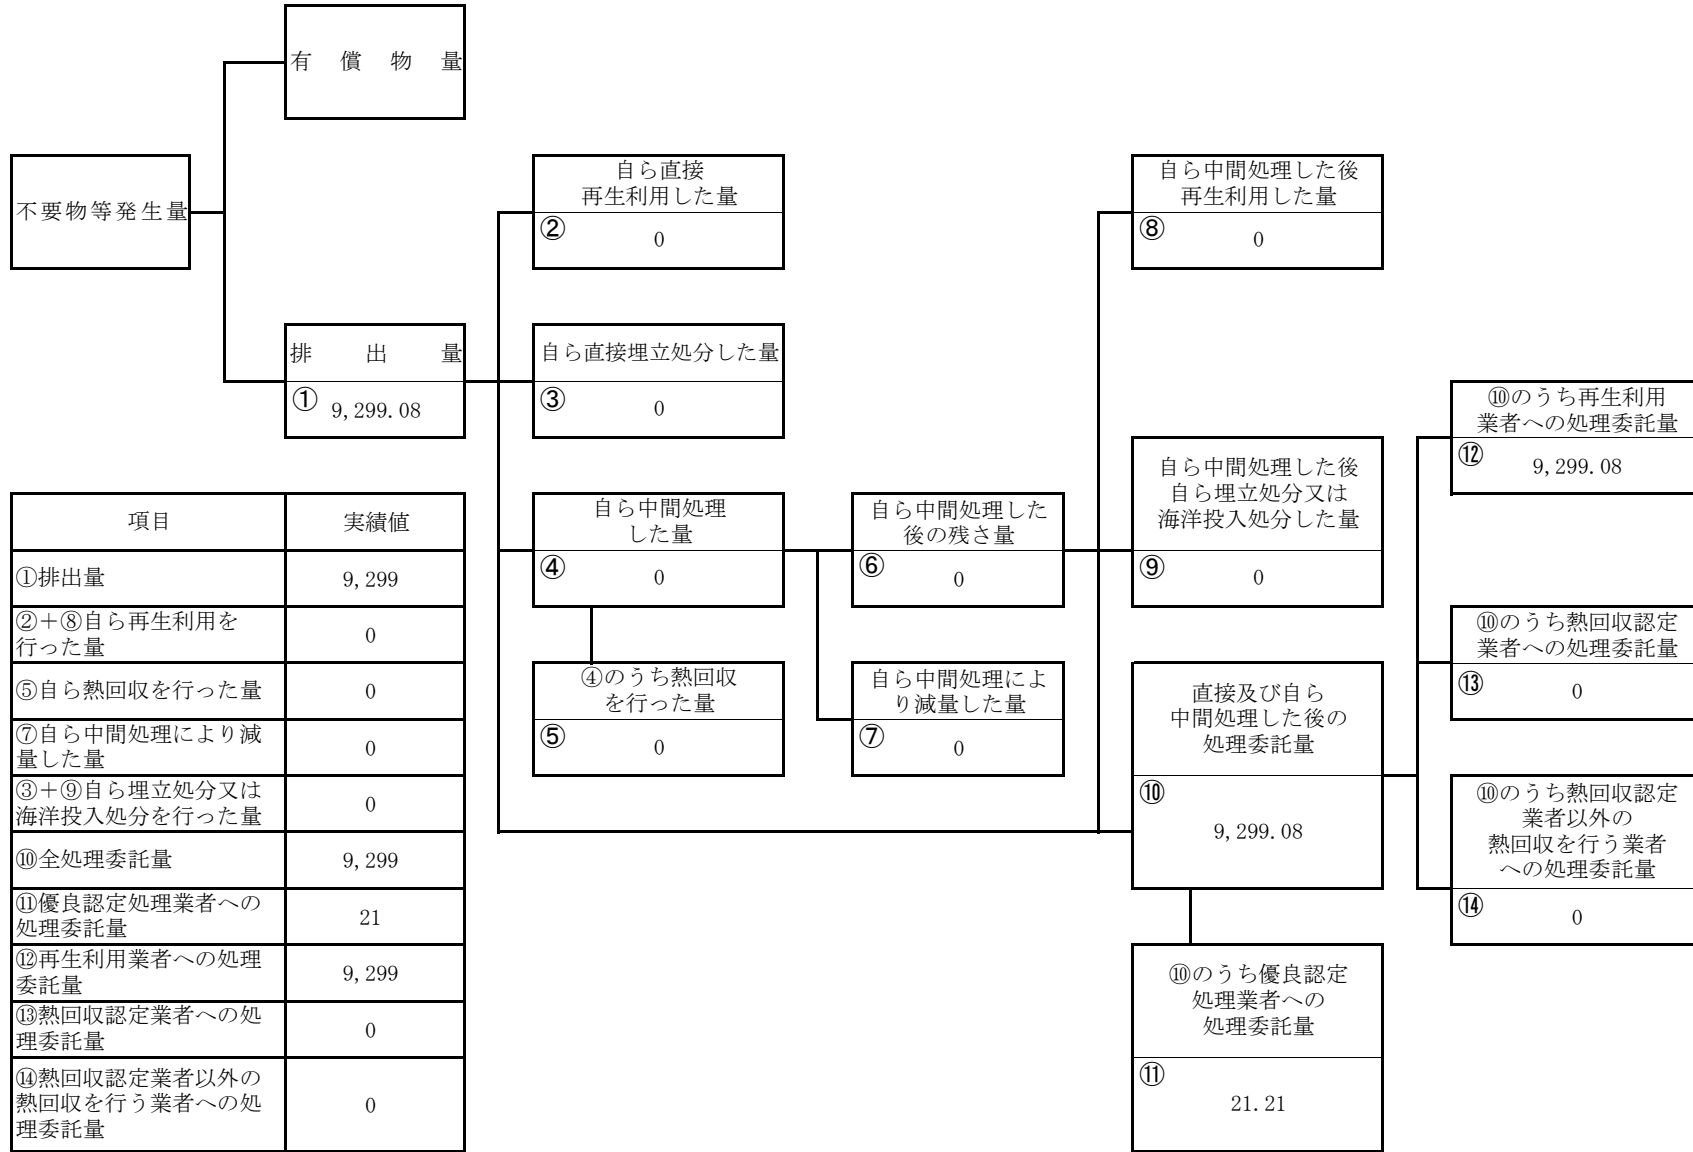 有償物量
不要物等発生量
排出量
① 9,299.08
自ら直接
再生利用した量
② 0
自ら直接埋立処分した量
③ 0
自ら中間処理
した量
④ 0
④のうち熱回収
を行った量
⑤ 0
自ら中間処理した
後の残さ量
⑥ 0
自ら中間処理によ
り減量した量
⑦ 0
自ら中間処理した後
再生利用した量
⑧ 0
自ら中間処理した後
自ら埋立処分又は
海洋投入処分した量
⑨ 0
直接及び自ら
中間処理した後の
処理委託量
⑩
9,299.08
⑩のうち優良認定
処理業者への
処理委託量
⑪
21.21
⑩のうち再生利用
業者への処理委託量
⑫ 9,299.08
⑩のうち熱回収認定
業者への処理委託量
⑬ 0
⑩のうち熱回収認定
業者以外の
熱回収を行う業者
への処理委託量
⑭ 0
項目 実績値
①排出量 9,299
②+⑧自ら再生利用を
行った量 0
⑤自ら熱回収を行った量 0
⑦自ら中間処理により減
量した量 0
③+⑨自ら埋立処分又は
海洋投入処分を行った量 0
⑩全処理委託量 9,299
⑪優良認定処理業者への
処理委託量 21
⑫再生利用業者への処理
委託量 9,299
⑬熱回収認定業者への処
理委託量 0
⑭熱回収認定業者以外の
熱回収を行う業者への処
理委託量 0